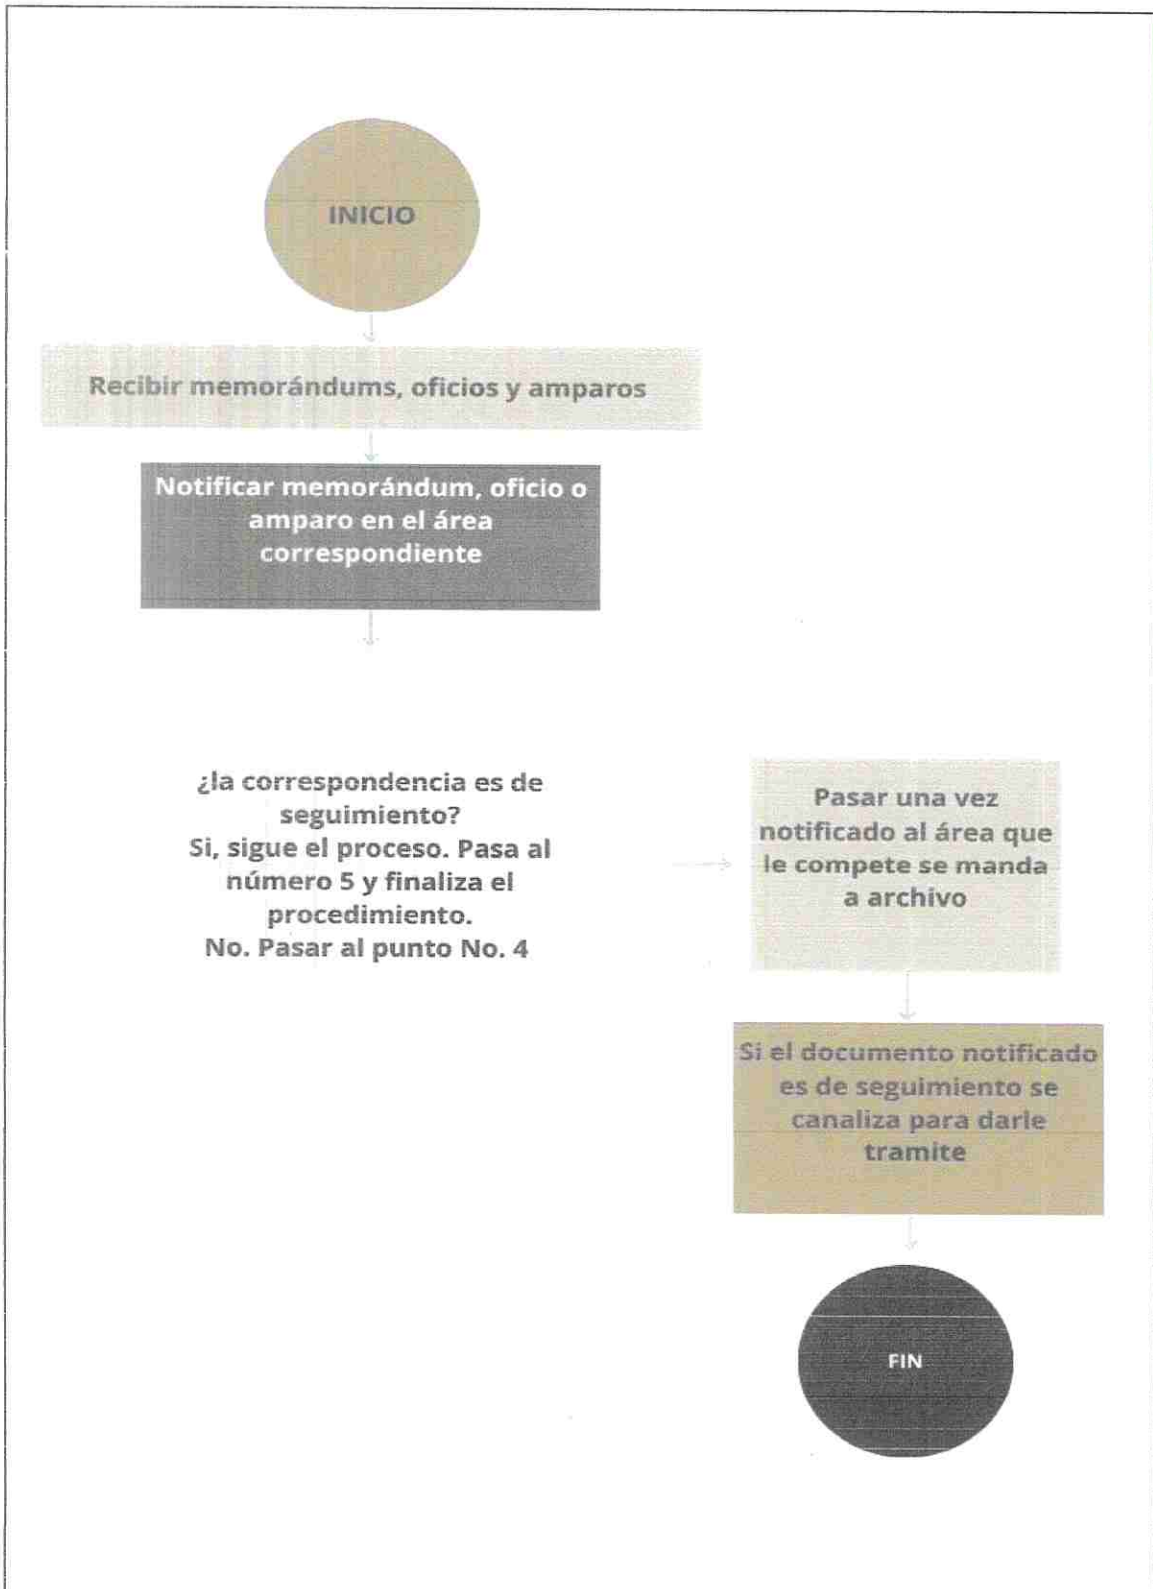 INICIO
Recibir memorándums, oficios y amparos
Notificar memorándum, oficio o
amparo en el área
correspondiente
¿la correspondencia es de
seguimiento?
Si, sigue el proceso. Pasa al
número 5 y finaliza el
procedimiento.
No. Pasar al punto No. 4
Pasar una vez
notificado al área que
le compete se manda
a archivo
Si el documento notificado
es de seguimiento se
canaliza para darle
tramite
FIN